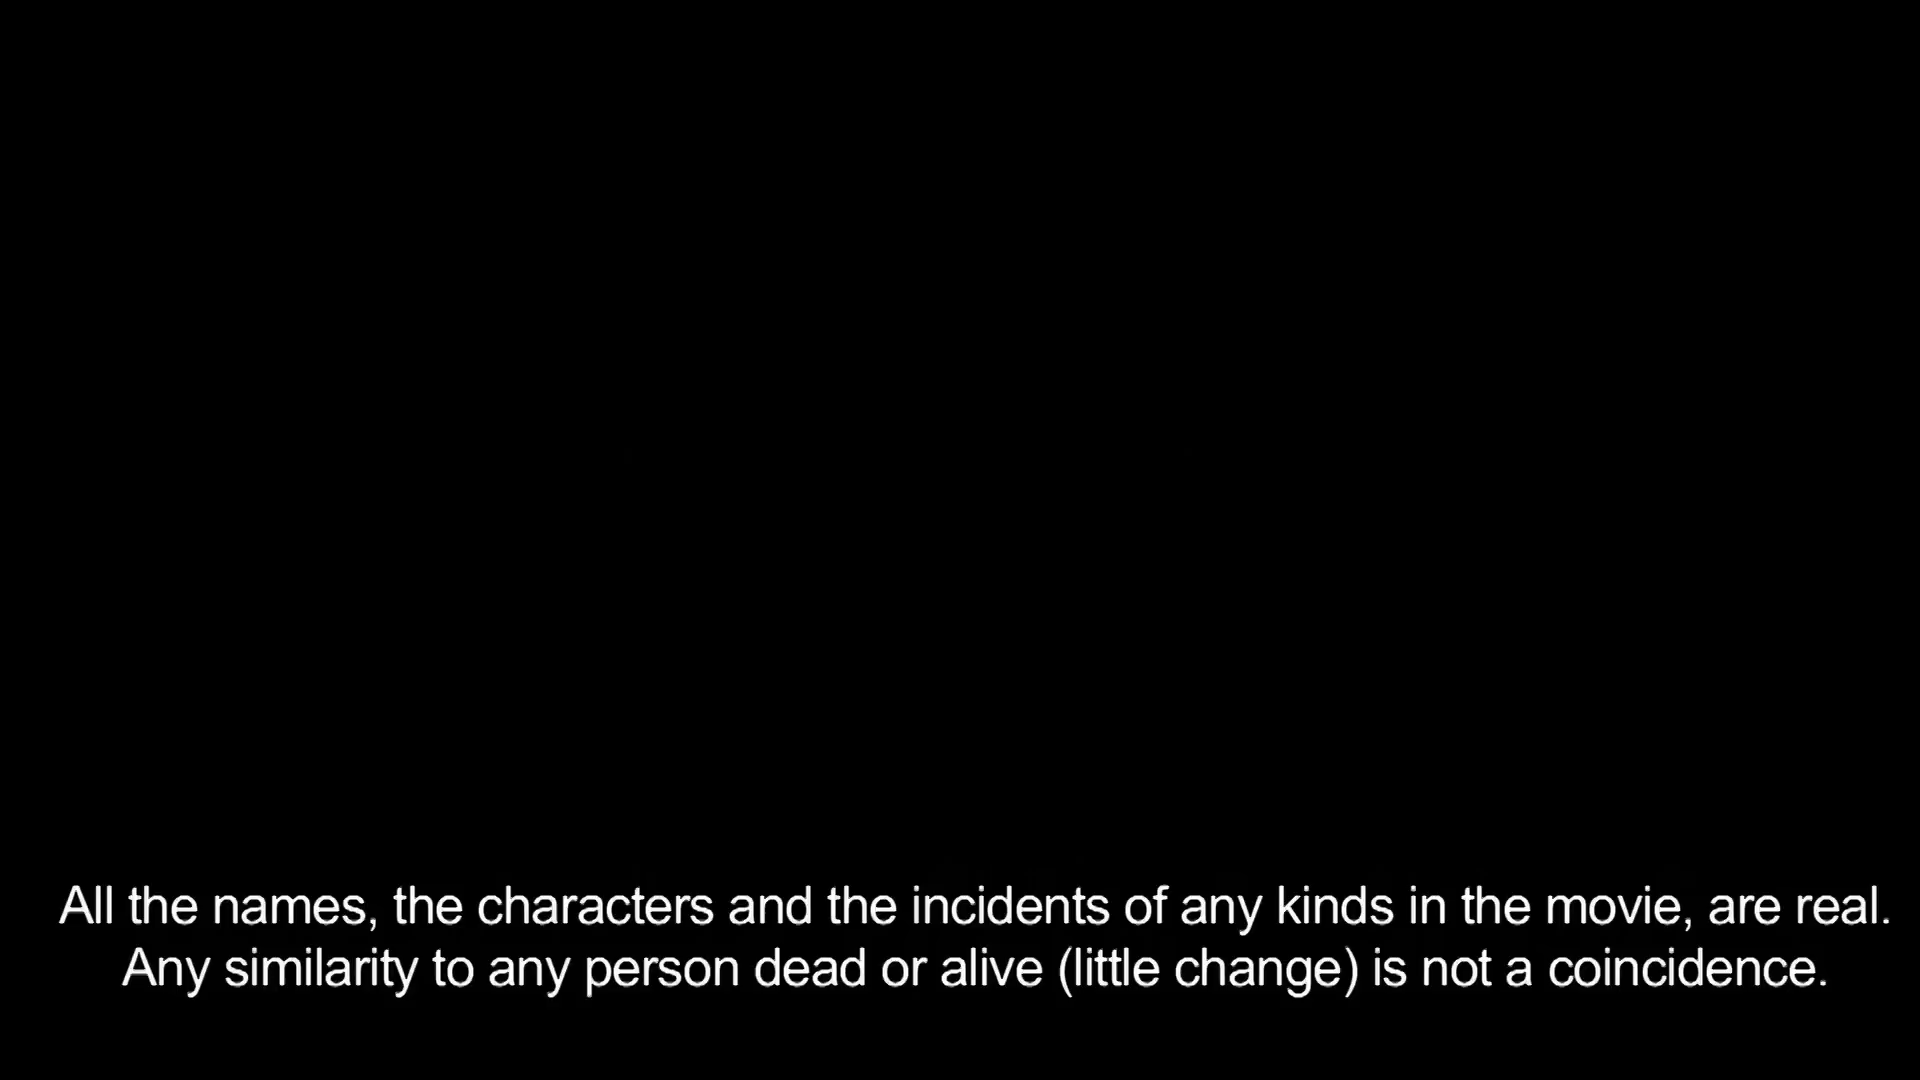 All the names, the characters and the incidents of any kinds in the movie, are real.
Any similarity to any person dead or alive (little change) is not a coincidence.